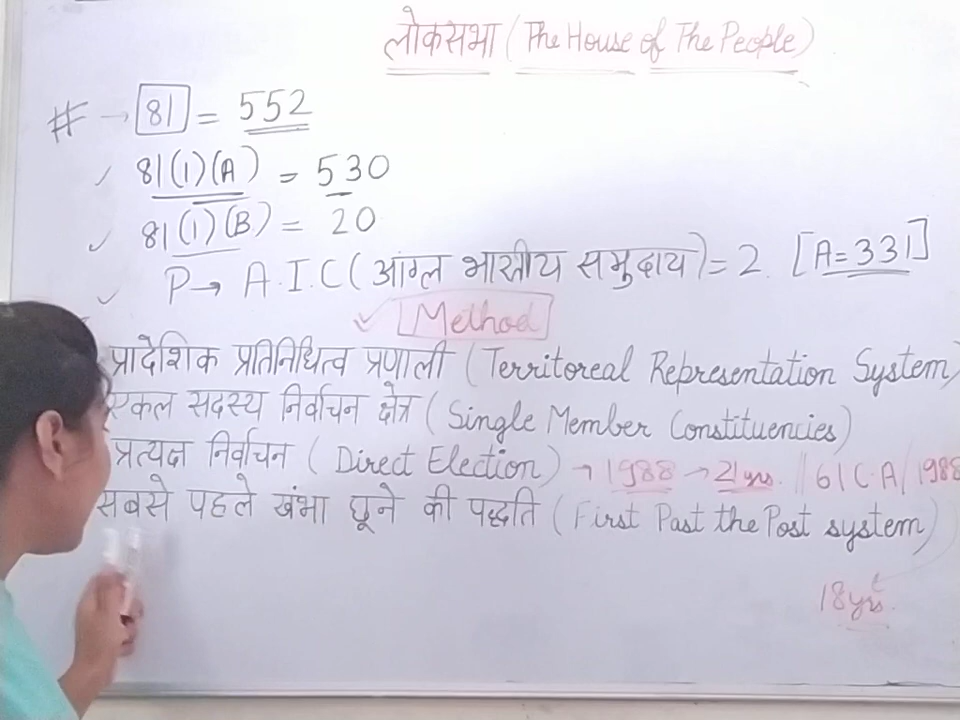 लोकसभा (The House of The People)
# → 81 = 552
✓ 81(1)(A) = 530
✓ 81(1)(B) = 20
✓ P → A.I.C (आंग्ल भारतीय समुदाय) = 2. [A = 331]
✓ Method
प्रादेशिक प्रतिनिधित्व प्रणाली (Territoreal Representation System)
एकल सदस्य निर्वाचन क्षेत्र (Single Member Constituencies)
प्रत्यक्ष निर्वाचन (Direct Election) → 1988 → 21 yrs. // 61 C.A / 1988
सबसे पहले खंभा छूने की पद्धति (First Past the Post system)
18 yrs.